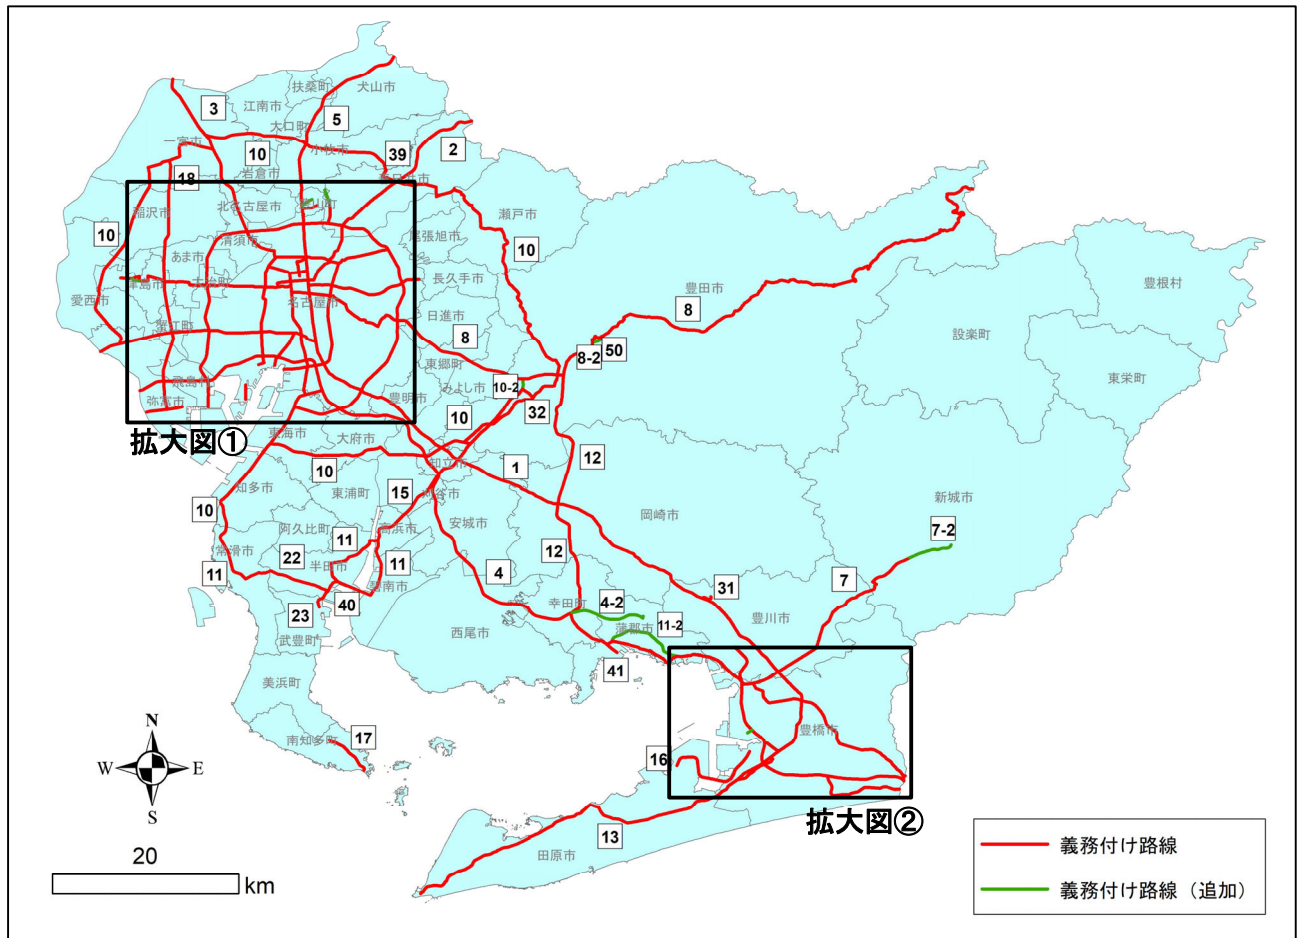 扶桑町
犬山市
3
江南市
5
大口町
一宮市
小牧市
2
10
39
岩倉市
18
春日井市
稲沢市
北名古屋市
豊山町
瀬戸市
10
清須市
尾張旭市
10
あま市
津島市
大治町
長久手市
愛西市
名古屋市
豊田市
豊根村
8
蟹江町
日進市
8
設楽町
東郷町
8-2
50
飛島村
みよし市
10-2
東栄町
弥富市
豊明市
32
拡大図①
東海市
大府市
10
10
知立市
1
12
知多市
東浦町
15
刈谷市
新城市
10
岡崎市
阿久比町
11
高浜市
安城市
7-2
常滑市
22
半田市
11
12
11
碧南市
4
7
31
23
40
幸田町
4-2
豊川市
武豊町
西尾市
蒲郡市
11-2
美浜町
41
N
W
E
S
南知多町
17
豊橋市
16
拡大図②
13
田原市
20
km
義務付け路線
義務付け路線（追加）